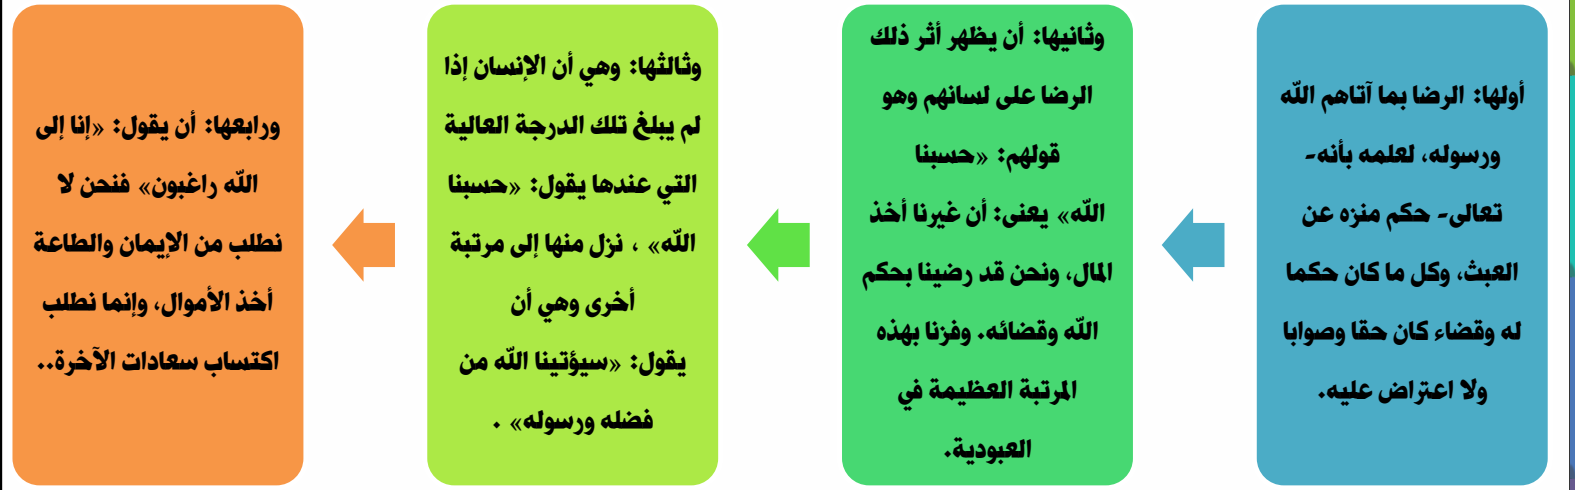 أولها: الرضا بما آتاهم الله
ورسوله، لعلمه بأنه-
تعالى- حكم منزه عن
العبث، وكل ما كان حكما
له وقضاء كان حقا وصوابا
ولا اعتراض عليه.
وثانيها: أن يظهر أثر ذلك
الرضا على لسانهم وهو
قولهم: «حسبنا
الله» يعنى: أن غيرنا أخذ
المال، ونحن قد رضينا بحكم
الله وقضائه. وفزنا بهذه
المرتبة العظيمة في
العبودية.
وثالثها: وهي أن الإنسان إذا
لم يبلغ تلك الدرجة العالية
التي عندها يقول: «حسبنا
الله» ، نزل منها إلى مرتبة
أخرى وهي أن
يقول: «سيؤتينا الله من
فضله ورسوله» .
ورابعها: أن يقول: «إنا إلى
الله راغبون» فنحن لا
نطلب من الإيمان والطاعة
أخذ الأموال، وإنما نطلب
اكتساب سعادات الآخرة..